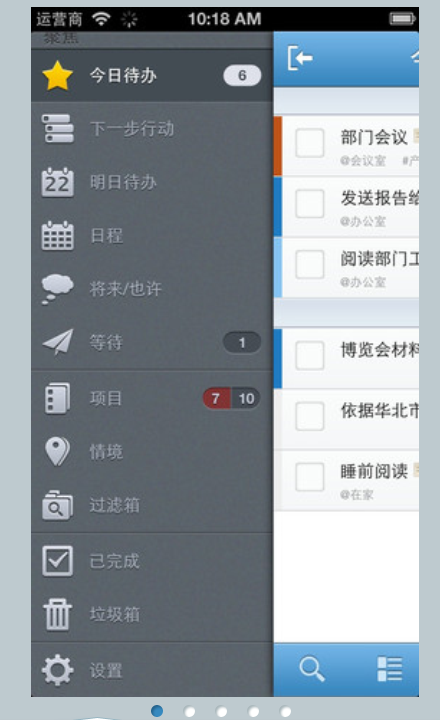 运营商 10:18 AM
聚焦
今日待办 6
下一步行动
22 明日待办
日程
将来/也许
等待 1
项目 7 10
情境
过滤箱
已完成
垃圾箱
设置
部门会议
@会议室 #产
发送报告给
@办公室
阅读部门工
@办公室
博览会材料
依据华北市
睡前阅读
@在家